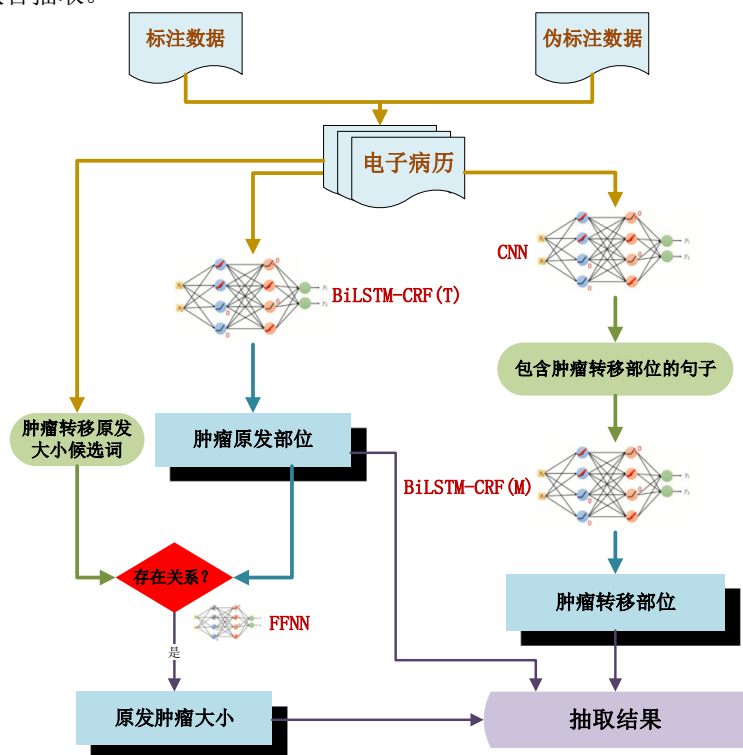 标注数据
伪标注数据
电子病历
CNN
BiLSTM-CRF(T)
包含肿瘤转移部位的句子
肿瘤转移原发
大小候选词
肿瘤原发部位
BiLSTM-CRF(M)
存在关系?
FFNN
肿瘤转移部位
是
原发肿瘤大小
抽取结果